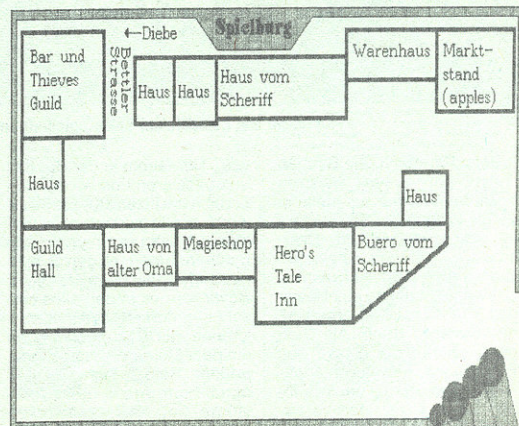 Spielburg
←Diebe
Bar und
Thieves
Guild
Bettler
Strasse
Haus
Haus
Haus vom
Scheriff
Warenhaus
Markt-
stand
(apples)
Haus
Haus
Guild
Hall
Haus von
alter Oma
Magieshop
Hero's
Tale
Inn
Buero vom
Scheriff